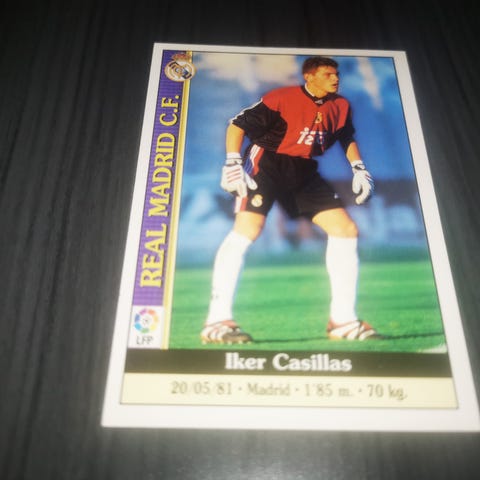 REAL MADRID C.F.
LFP
Iker Casillas
20/05/81 · Madrid · 1'85 m. · 70 kg.